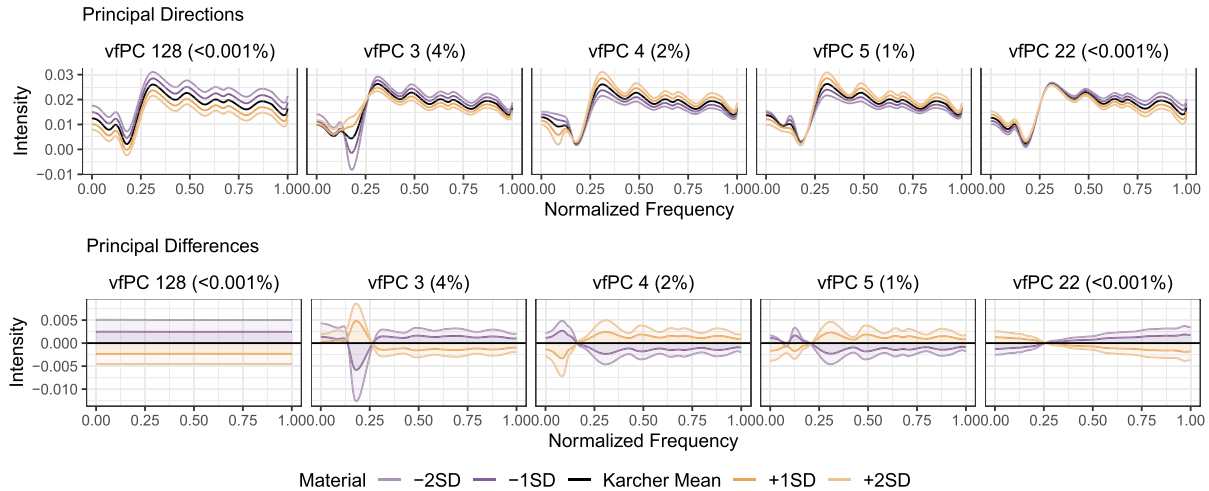 Principal Directions
vfPC 128 (<0.001%) vfPC 3 (4%) vfPC 4 (2%) vfPC 5 (1%) vfPC 22 (<0.001%)
Intensity
0.03
0.02
0.01
0.00
−0.01
0.00 0.25 0.50 0.75 1.00 0.00 0.25 0.50 0.75 1.00 0.00 0.25 0.50 0.75 1.00 0.00 0.25 0.50 0.75 1.00 0.00 0.25 0.50 0.75 1.00
Normalized Frequency
Principal Differences
vfPC 128 (<0.001%) vfPC 3 (4%) vfPC 4 (2%) vfPC 5 (1%) vfPC 22 (<0.001%)
Intensity
0.005
0.000
−0.005
−0.010
0.00 0.25 0.50 0.75 1.00 0.00 0.25 0.50 0.75 1.00 0.00 0.25 0.50 0.75 1.00 0.00 0.25 0.50 0.75 1.00 0.00 0.25 0.50 0.75 1.00
Normalized Frequency
Material −2SD −1SD Karcher Mean +1SD +2SD